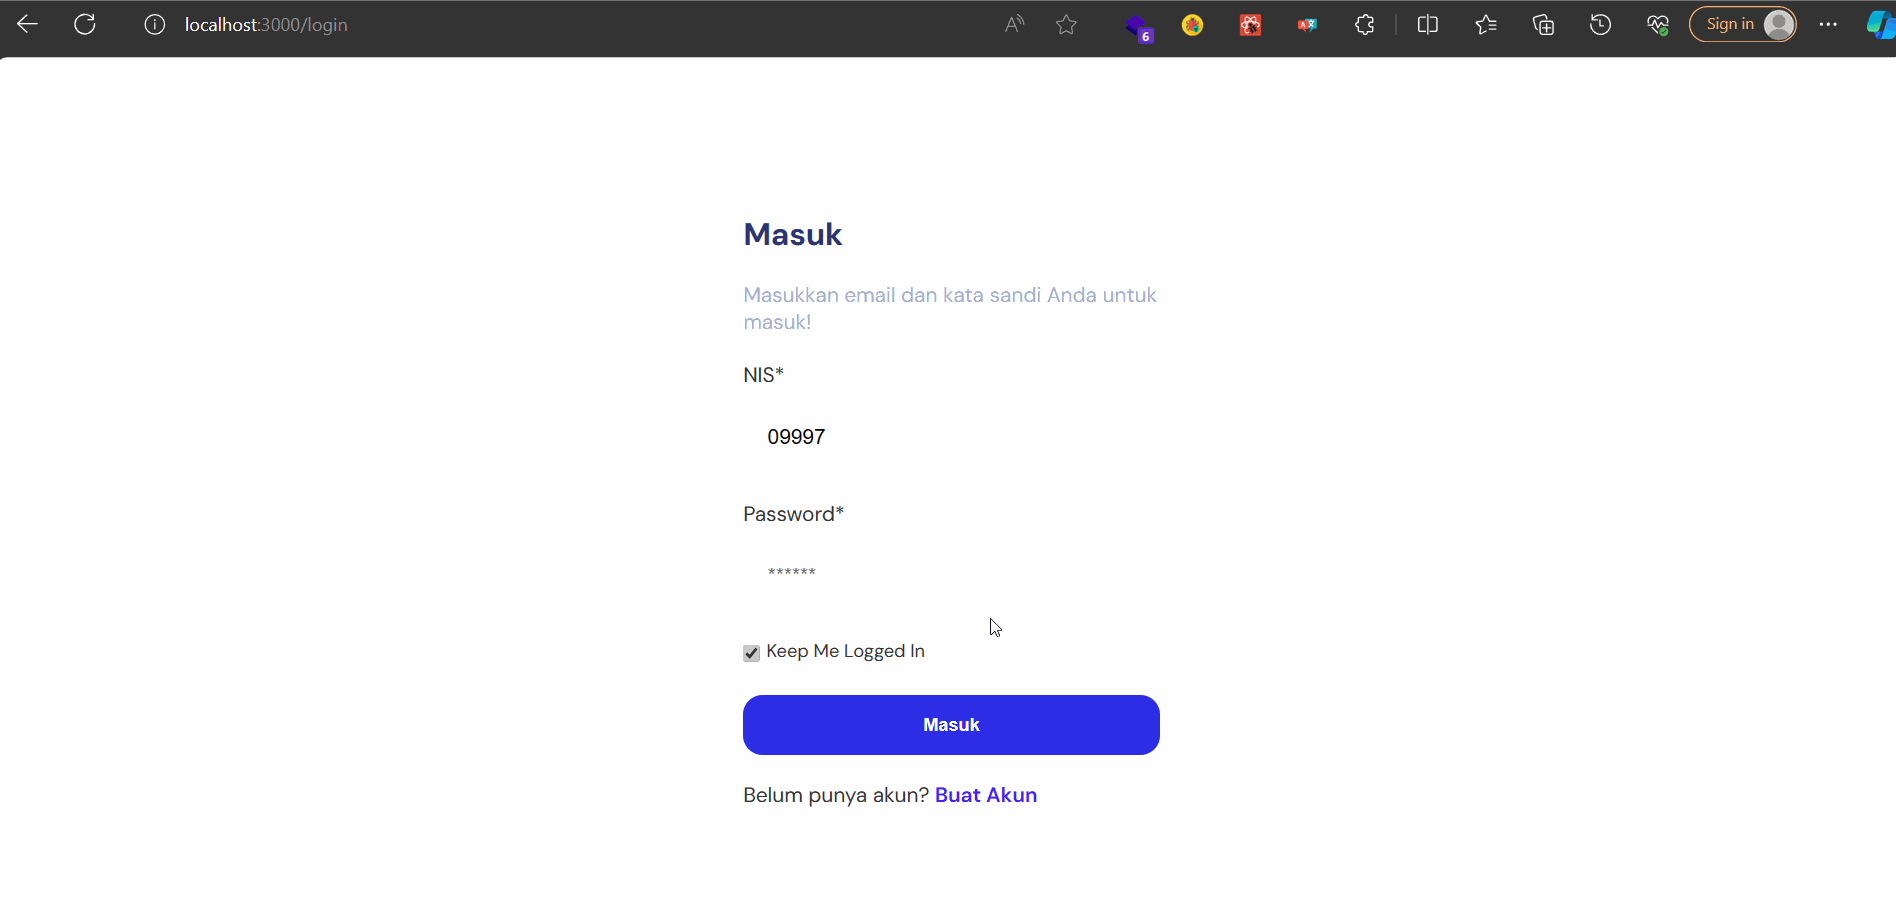 localhost:3000/login
6
Sign in
Masuk
Masukkan email dan kata sandi Anda untuk
masuk!
NIS*
09997
Password*
******
Keep Me Logged In
Masuk
Belum punya akun? Buat Akun